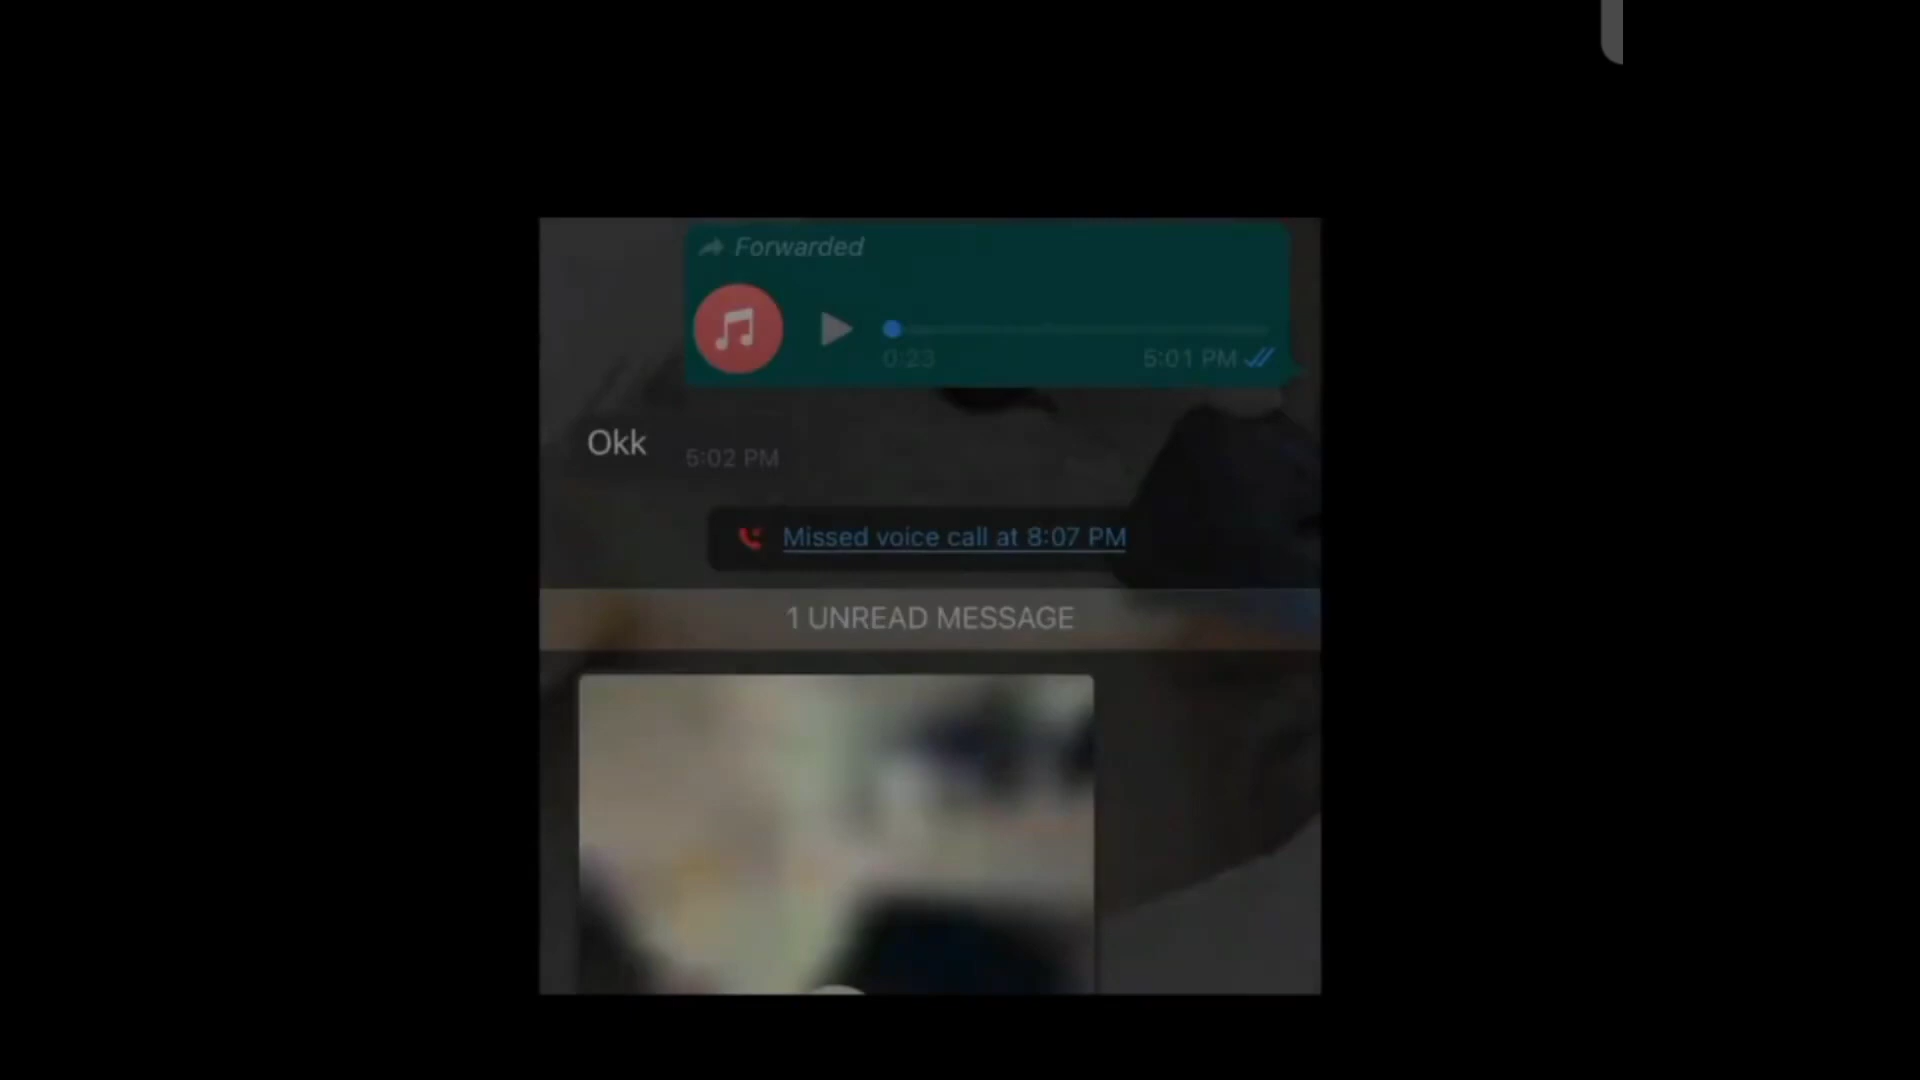 Forwarded
0:23
5:01 PM
Okk
5:02 PM
Missed voice call at 8:07 PM
1 UNREAD MESSAGE